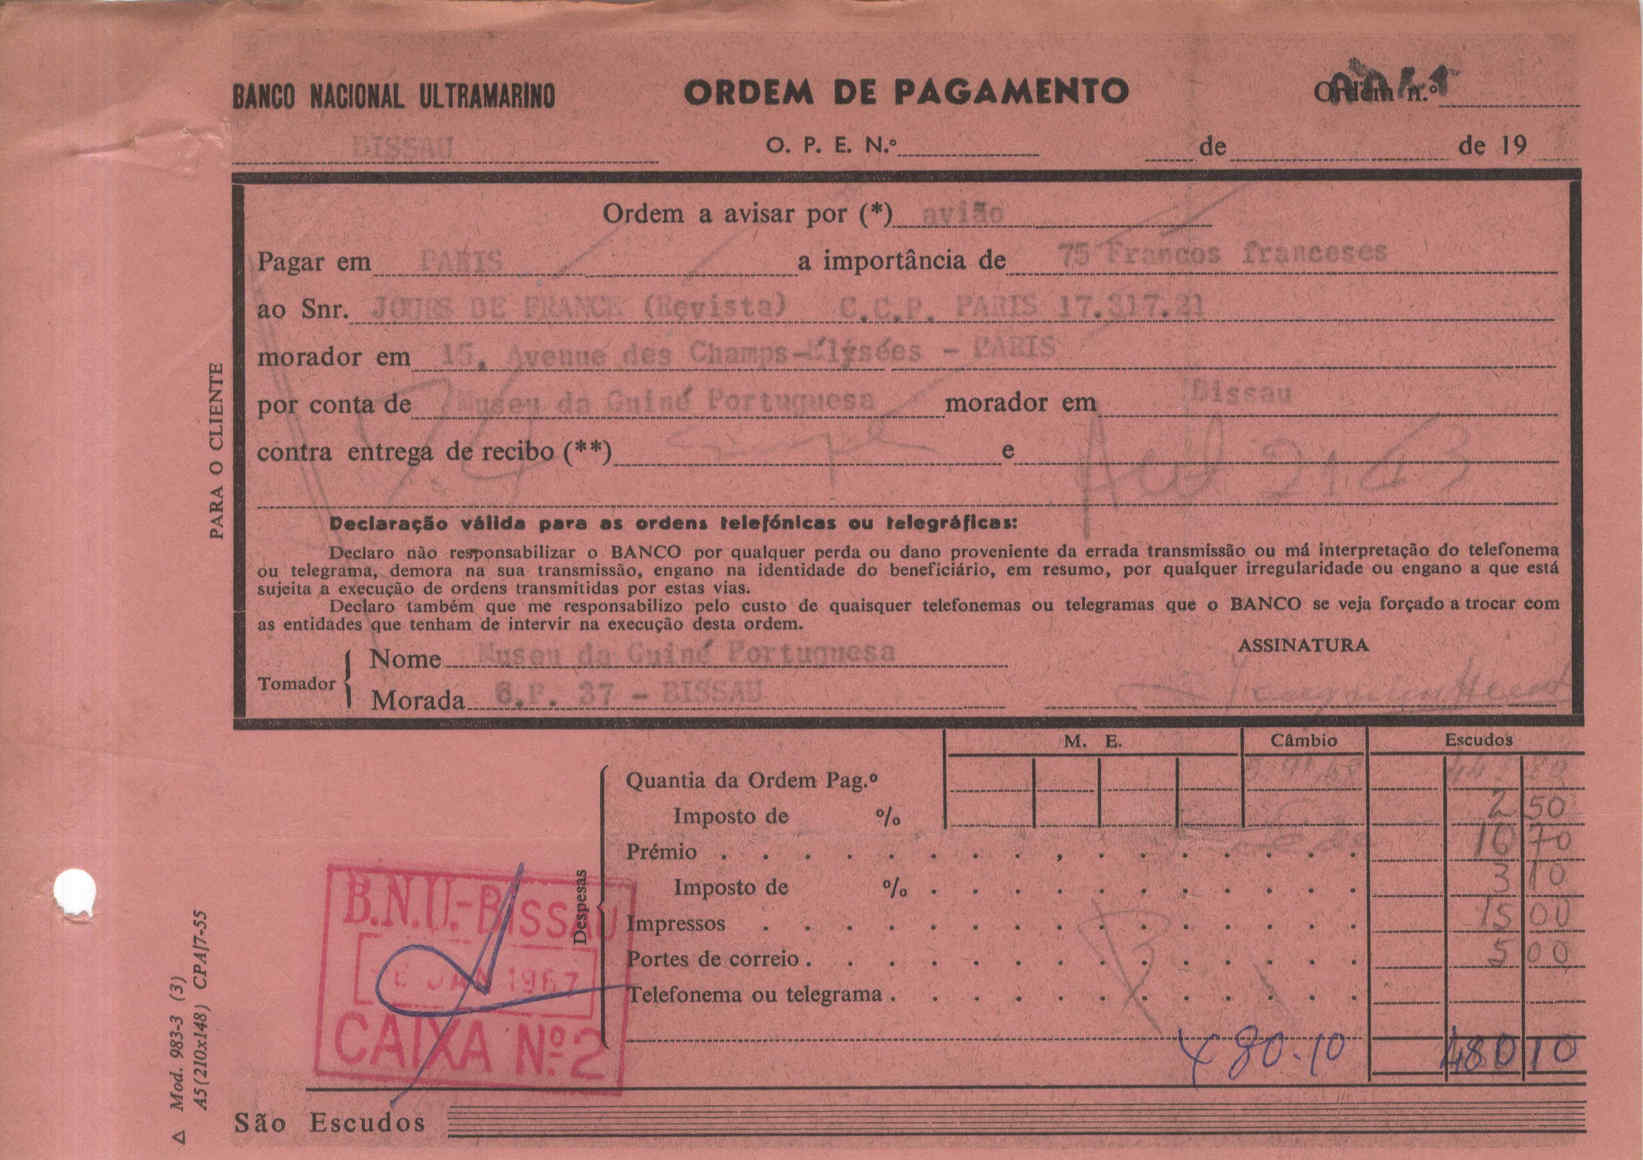 BANCO NACIONAL ULTRAMARINO ORDEM DE PAGAMENTO Ordem n.º
BISSAU O. P. E. N.º de de 19
Ordem a avisar por (*) avião
Pagar em PARIS a importância de 75 Francos franceses
ao Snr. JOURS DE FRANCE (Revista) C.C.P. PARIS 17.317.21
morador em 15, Avenue des Champs-Élysées - PARIS
por conta de Museu da Guiné Portuguesa morador em Bissau
contra entrega de recibo (**) e
Declaração válida para as ordens telefónicas ou telegráficas:
Declaro não responsabilizar o BANCO por qualquer perda ou dano proveniente da errada transmissão ou má interpretação do telefonema
ou telegrama, demora na sua transmissão, engano na identidade do beneficiário, em resumo, por qualquer irregularidade ou engano a que está
sujeita a execução de ordens transmitidas por estas vias.
Declaro também que me responsabilizo pelo custo de quaisquer telefonemas ou telegramas que o BANCO se veja forçado a trocar com
as entidades que tenham de intervir na execução desta ordem.
ASSINATURA
Tomador
Nome Museu da Guiné Portuguesa
Morada C.P. 37 - BISSAU
PARA O CLIENTE
M. E. Câmbio Escudos
Quantia da Ordem Pag.º
Imposto de % 2 50
Prémio 10 70
Imposto de % 3 10
Impressos 15 00
Portes de correio 5 00
Telefonema ou telegrama
Despesas
480.10 480 10
B.N.U.-BISSAU
6 JAN 1967
CAIXA Nº 2
São Escudos
Δ Mod. 983-3 (3)
A5 (210x148) CPA/7-55